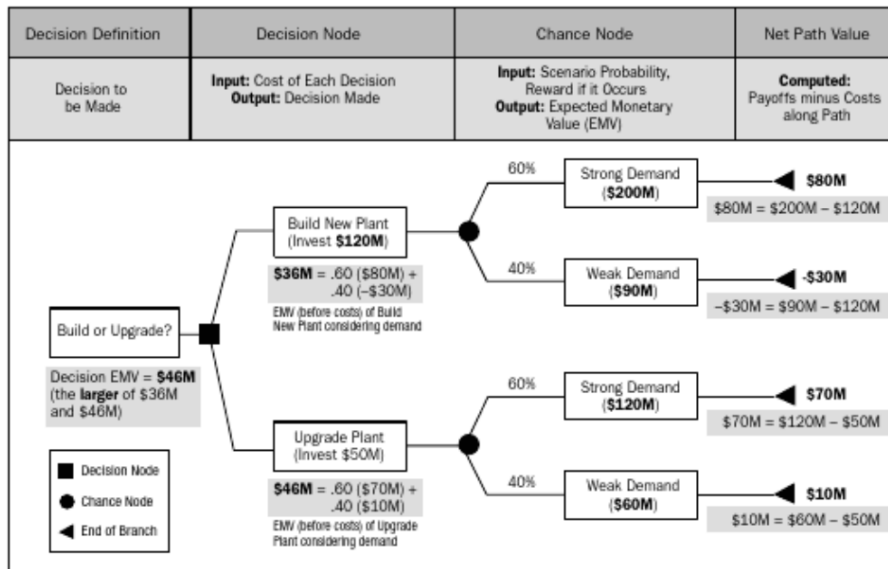 Decision Definition
Decision Node
Chance Node
Net Path Value
Decision to
be Made
Input: Cost of Each Decision
Output: Decision Made
Input: Scenario Probability,
Reward if it Occurs
Output: Expected Monetary
Value (EMV)
Computed:
Payoffs minus Costs
along Path
Build or Upgrade?
Decision EMV = $46M
(the larger of $36M
and $46M)
Build New Plant
(Invest $120M)
$36M = .60 ($80M) +
.40 (–$30M)
EMV (before costs) of Build
New Plant considering demand
60%
Strong Demand
($200M)
$80M
$80M = $200M – $120M
40%
Weak Demand
($90M)
-$30M
–$30M = $90M – $120M
Upgrade Plant
(Invest $50M)
$46M = .60 ($70M) +
.40 ($10M)
EMV (before costs) of Upgrade
Plant considering demand
60%
Strong Demand
($120M)
$70M
$70M = $120M – $50M
40%
Weak Demand
($60M)
$10M
$10M = $60M – $50M
Decision Node
Chance Node
End of Branch